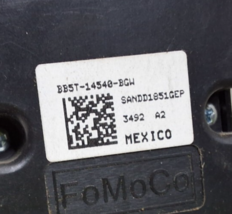 BB5T-14540-BGW
SANDD1851GEP
3492 A2
MEXICO
FoMoCo